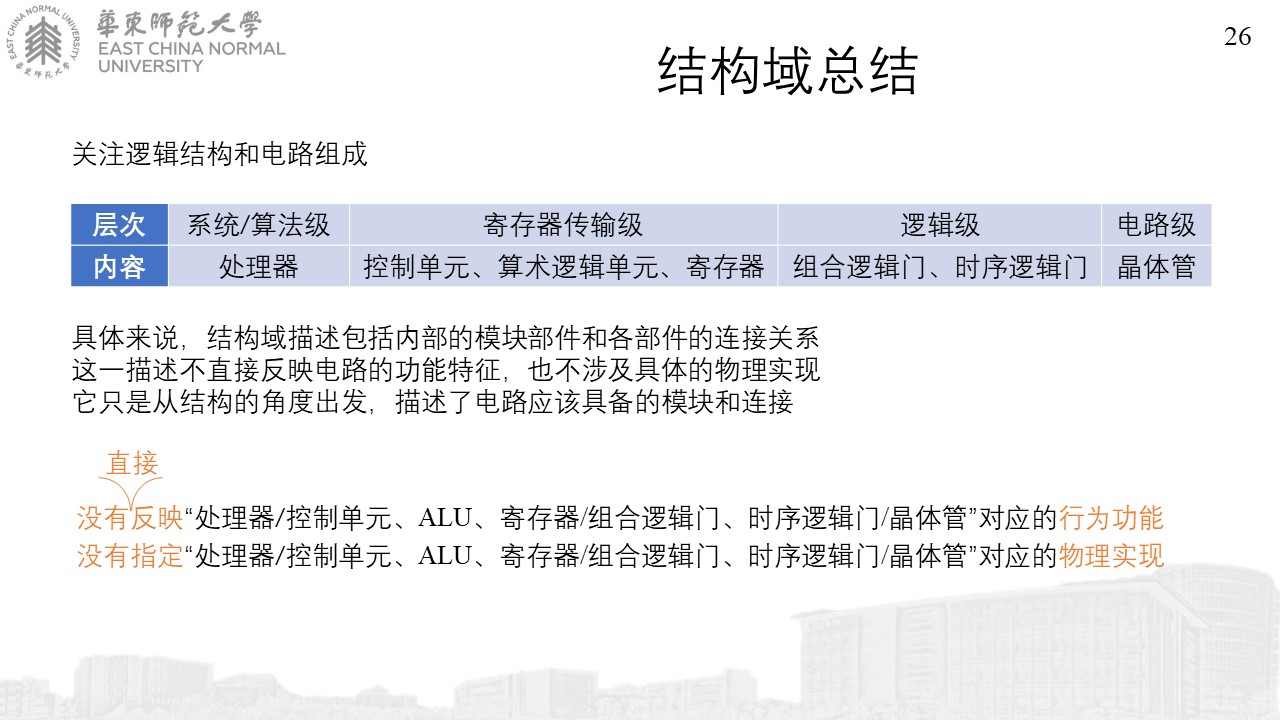 EAST CHINA NORMAL UNIVERSITY
華東师范大學
華東师范大學
EAST CHINA NORMAL
UNIVERSITY
26
结构域总结
关注逻辑结构和电路组成
层次 系统/算法级 寄存器传输级 逻辑级 电路级
内容 处理器 控制单元、算术逻辑单元、寄存器 组合逻辑门、时序逻辑门 晶体管
具体来说，结构域描述包括内部的模块部件和各部件的连接关系
这一描述不直接反映电路的功能特征，也不涉及具体的物理实现
它只是从结构的角度出发，描述了电路应该具备的模块和连接
直接
没有反映“处理器/控制单元、ALU、寄存器/组合逻辑门、时序逻辑门/晶体管”对应的行为功能
没有指定“处理器/控制单元、ALU、寄存器/组合逻辑门、时序逻辑门/晶体管”对应的物理实现